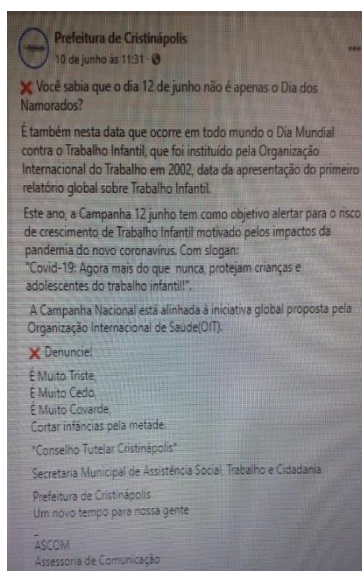 Prefeitura de Cristinápolis
10 de junho às 11:31 ·
❌ Você sabia que o dia 12 de junho não é apenas o Dia dos
Namorados?
É também nesta data que ocorre em todo mundo o Dia Mundial
contra o Trabalho Infantil, que foi instituído pela Organização
Internacional do Trabalho em 2002, data da apresentação do primeiro
relatório global sobre Trabalho Infantil.
Este ano, a Campanha 12 junho tem como objetivo alertar para o risco
de crescimento de Trabalho Infantil motivado pelos impactos da
pandemia do novo coronavírus. Com slogan:
"Covid-19: Agora mais do que nunca, protejam crianças e
adolescentes do trabalho infantil!".
A Campanha Nacional está alinhada à iniciativa global proposta pela
Organização Internacional de Saúde(OIT).
❌ Denuncie!
É Muito Triste,
É Muito Cedo,
É Muito Covarde,
Cortar infâncias pela metade.
"Conselho Tutelar Cristinápolis"
Secretaria Municipal de Assistência Social, Trabalho e Cidadania
Prefeitura de Cristinápolis
Um novo tempo para nossa gente
_
ASCOM
Assessoria de Comunicação